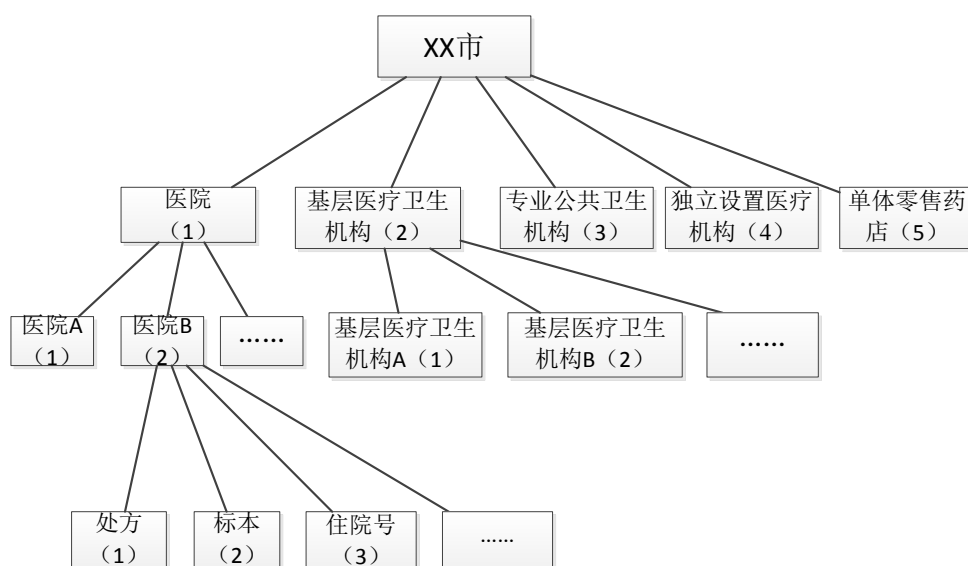 XX市
医院
（1）
基层医疗卫生
机构（2）
专业公共卫生
机构（3）
独立设置医疗
机构（4）
单体零售药
店（5）
医院A
（1）
医院B
（2）
……
基层医疗卫生
机构A（1）
基层医疗卫生
机构B（2）
……
处方
（1）
标本
（2）
住院号
（3）
……